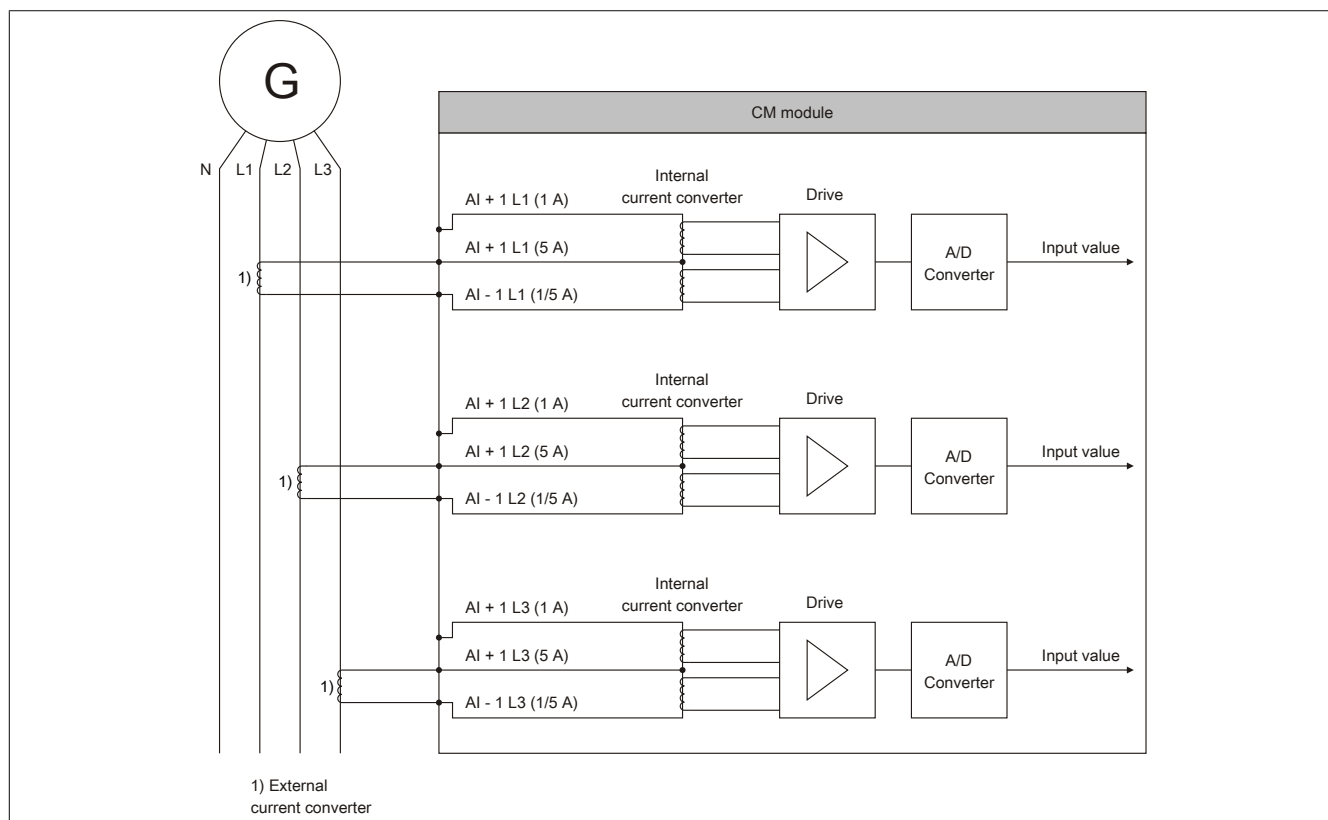 G
CM module
N L1 L2 L3
Internal
current converter
Drive
AI + 1 L1 (1 A)
AI + 1 L1 (5 A)
AI - 1 L1 (1/5 A)
A/D
Converter
Input value
1)
Internal
current converter
Drive
AI + 1 L2 (1 A)
AI + 1 L2 (5 A)
AI - 1 L2 (1/5 A)
A/D
Converter
Input value
1)
Internal
current converter
Drive
AI + 1 L3 (1 A)
AI + 1 L3 (5 A)
AI - 1 L3 (1/5 A)
A/D
Converter
Input value
1)
1) External
current converter